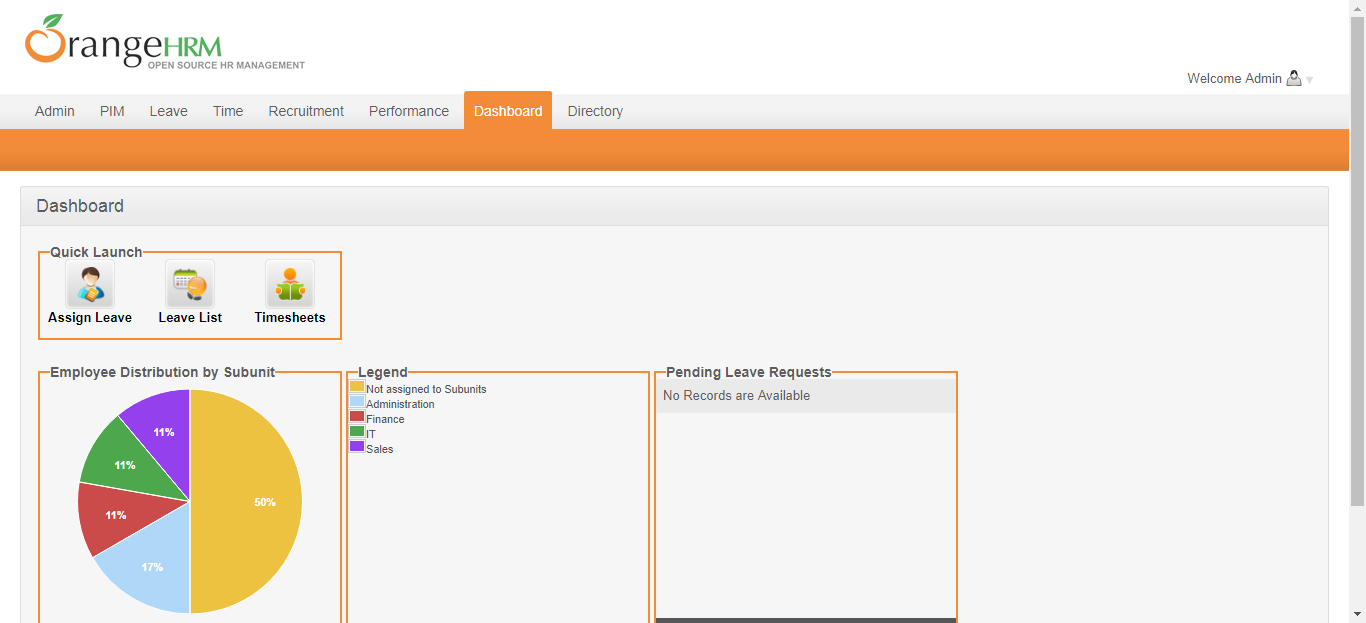 OrangeHRM
OPEN SOURCE HR MANAGEMENT
Welcome Admin
Admin PIM Leave Time Recruitment Performance Dashboard Directory
Dashboard
Quick Launch
Assign Leave Leave List Timesheets
Employee Distribution by Subunit
11%
11%
50%
11%
17%
Legend
Not assigned to Subunits
Administration
Finance
IT
Sales
Pending Leave Requests
No Records are Available